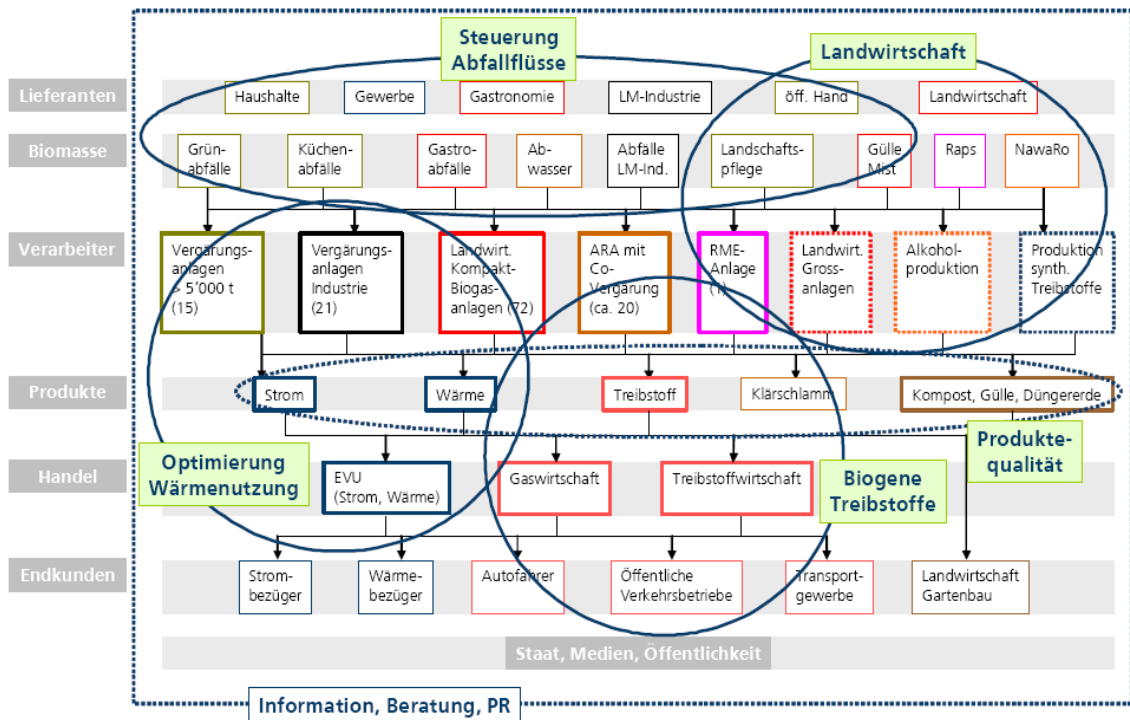 Steuerung
Abfallflüsse
Landwirtschaft
Lieferanten
Haushalte
Gewerbe
Gastronomie
LM-Industrie
öff. Hand
Landwirtschaft
Biomasse
Grün-
abfälle
Küchen-
abfälle
Gastro-
abfälle
Ab-
wasser
Abfälle
LM-Ind.
Landschafts-
pflege
Gülle
Mist
Raps
NawaRo
Verarbeiter
Vergärungs-
anlagen
> 5'000 t
(15)
Vergärungs-
anlagen
Industrie
(21)
Landwirt.
Kompakt-
Biogas-
anlagen (72)
ARA mit
Co-
Vergärung
(ca. 20)
RME-
Anlage
(1)
Landwirt.
Gross-
anlagen
Alkohol-
produktion
Produktion
synth.
Treibstoffe
Produkte
Strom
Wärme
Treibstoff
Klärschlamm
Kompost, Gülle, Düngererde
Optimierung
Wärmenutzung
Produkte-
qualität
Handel
EVU
(Strom, Wärme)
Gaswirtschaft
Treibstoffwirtschaft
Biogene
Treibstoffe
Endkunden
Strom-
bezüger
Wärme-
bezüger
Autofahrer
Öffentliche
Verkehrsbetriebe
Transport-
gewerbe
Landwirtschaft
Gartenbau
Staat, Medien, Öffentlichkeit
Information, Beratung, PR